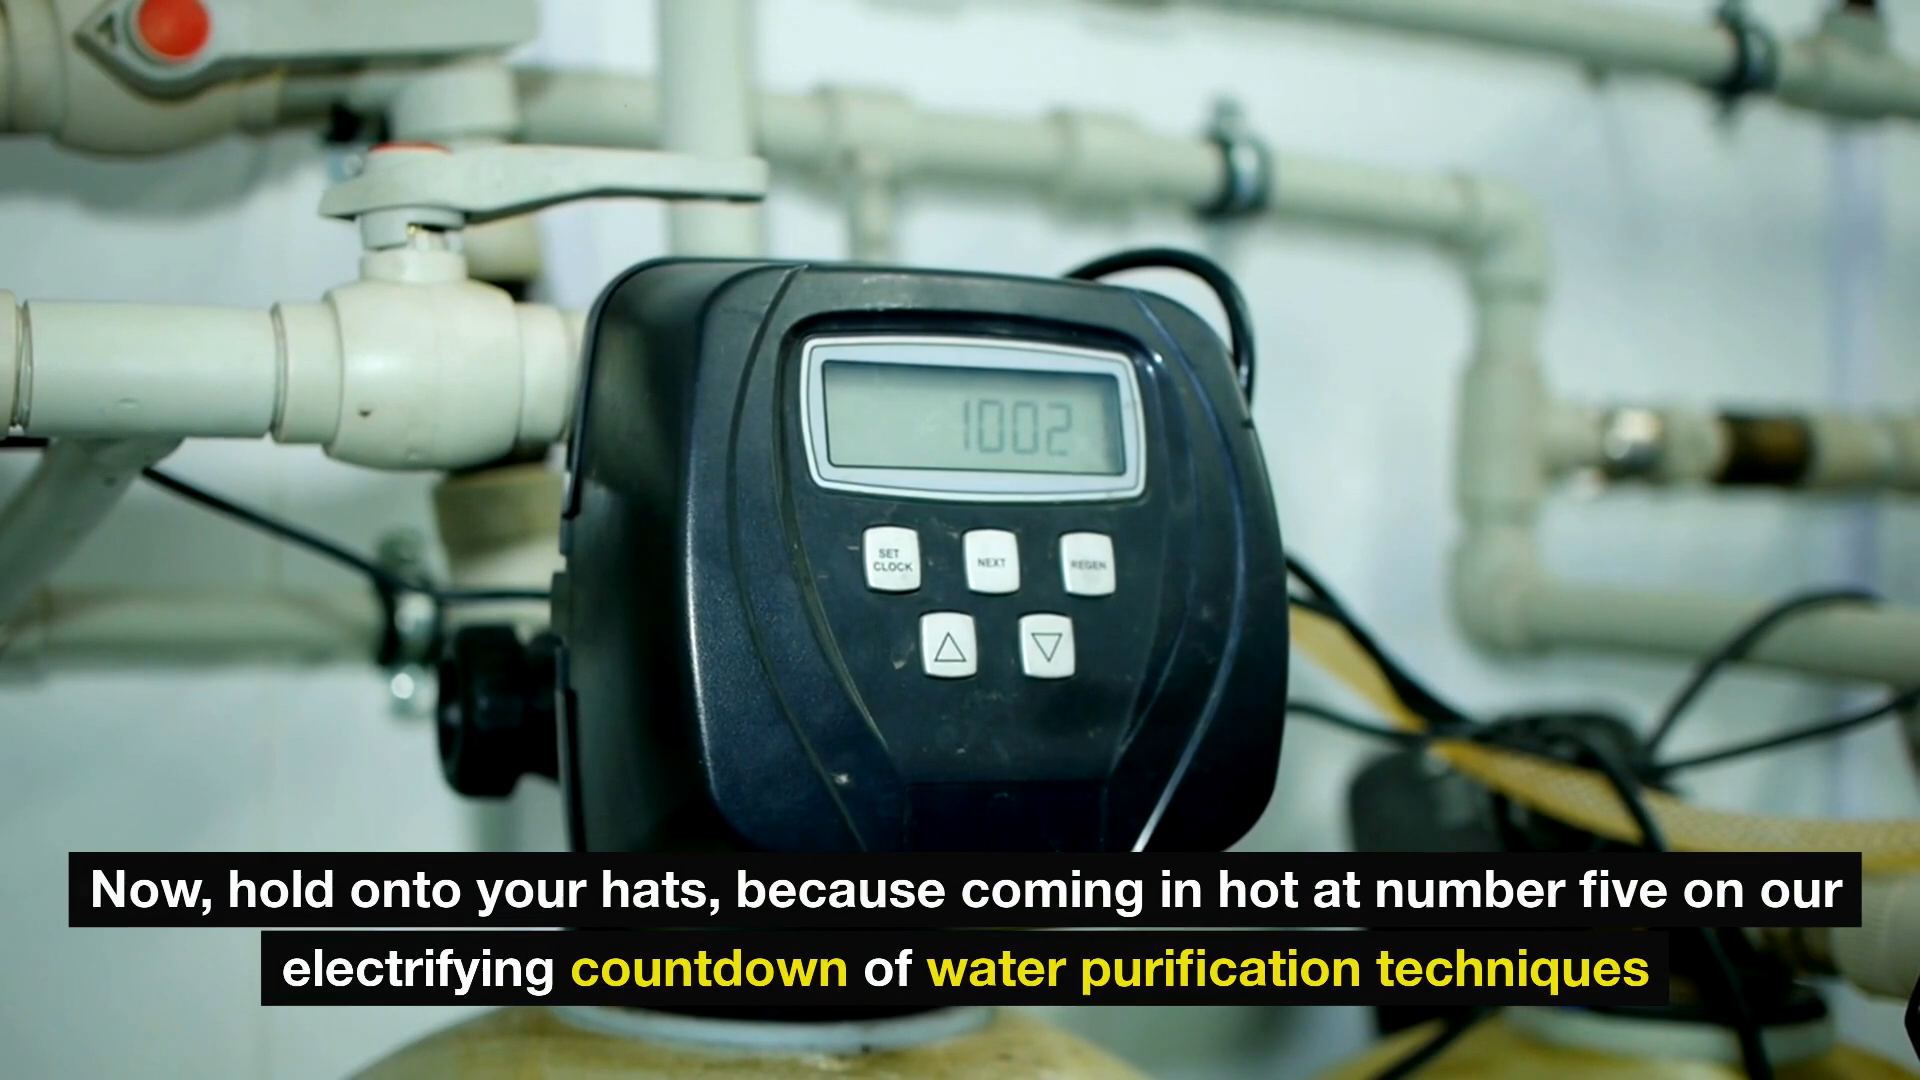 1002
SET
CLOCK
NEXT
REGEN
Now, hold onto your hats, because coming in hot at number five on our
electrifying countdown of water purification techniques